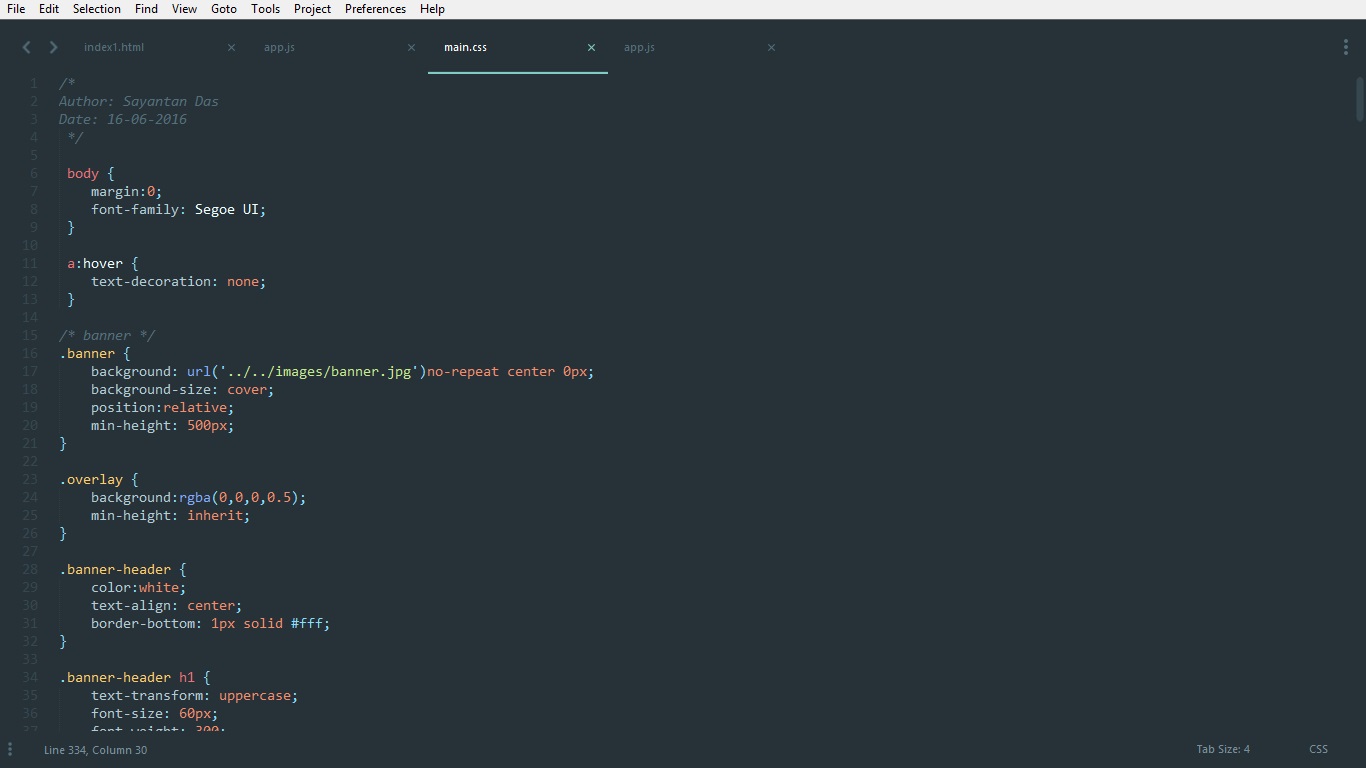 File Edit Selection Find View Goto Tools Project Preferences Help
index1.html × app.js × main.css × app.js ×
1 /*
2 Author: Sayantan Das
3 Date: 16-06-2016
4 */
5
6 body {
7 margin:0;
8 font-family: Segoe UI;
9 }
10
11 a:hover {
12 text-decoration: none;
13 }
14
15 /* banner */
16 .banner {
17 background: url('../../images/banner.jpg')no-repeat center 0px;
18 background-size: cover;
19 position:relative;
20 min-height: 500px;
21 }
22
23 .overlay {
24 background:rgba(0,0,0,0.5);
25 min-height: inherit;
26 }
27
28 .banner-header {
29 color:white;
30 text-align: center;
31 border-bottom: 1px solid #fff;
32 }
33
34 .banner-header h1 {
35 text-transform: uppercase;
36 font-size: 60px;
37 font-weight: 300;
Line 334, Column 30 Tab Size: 4 CSS